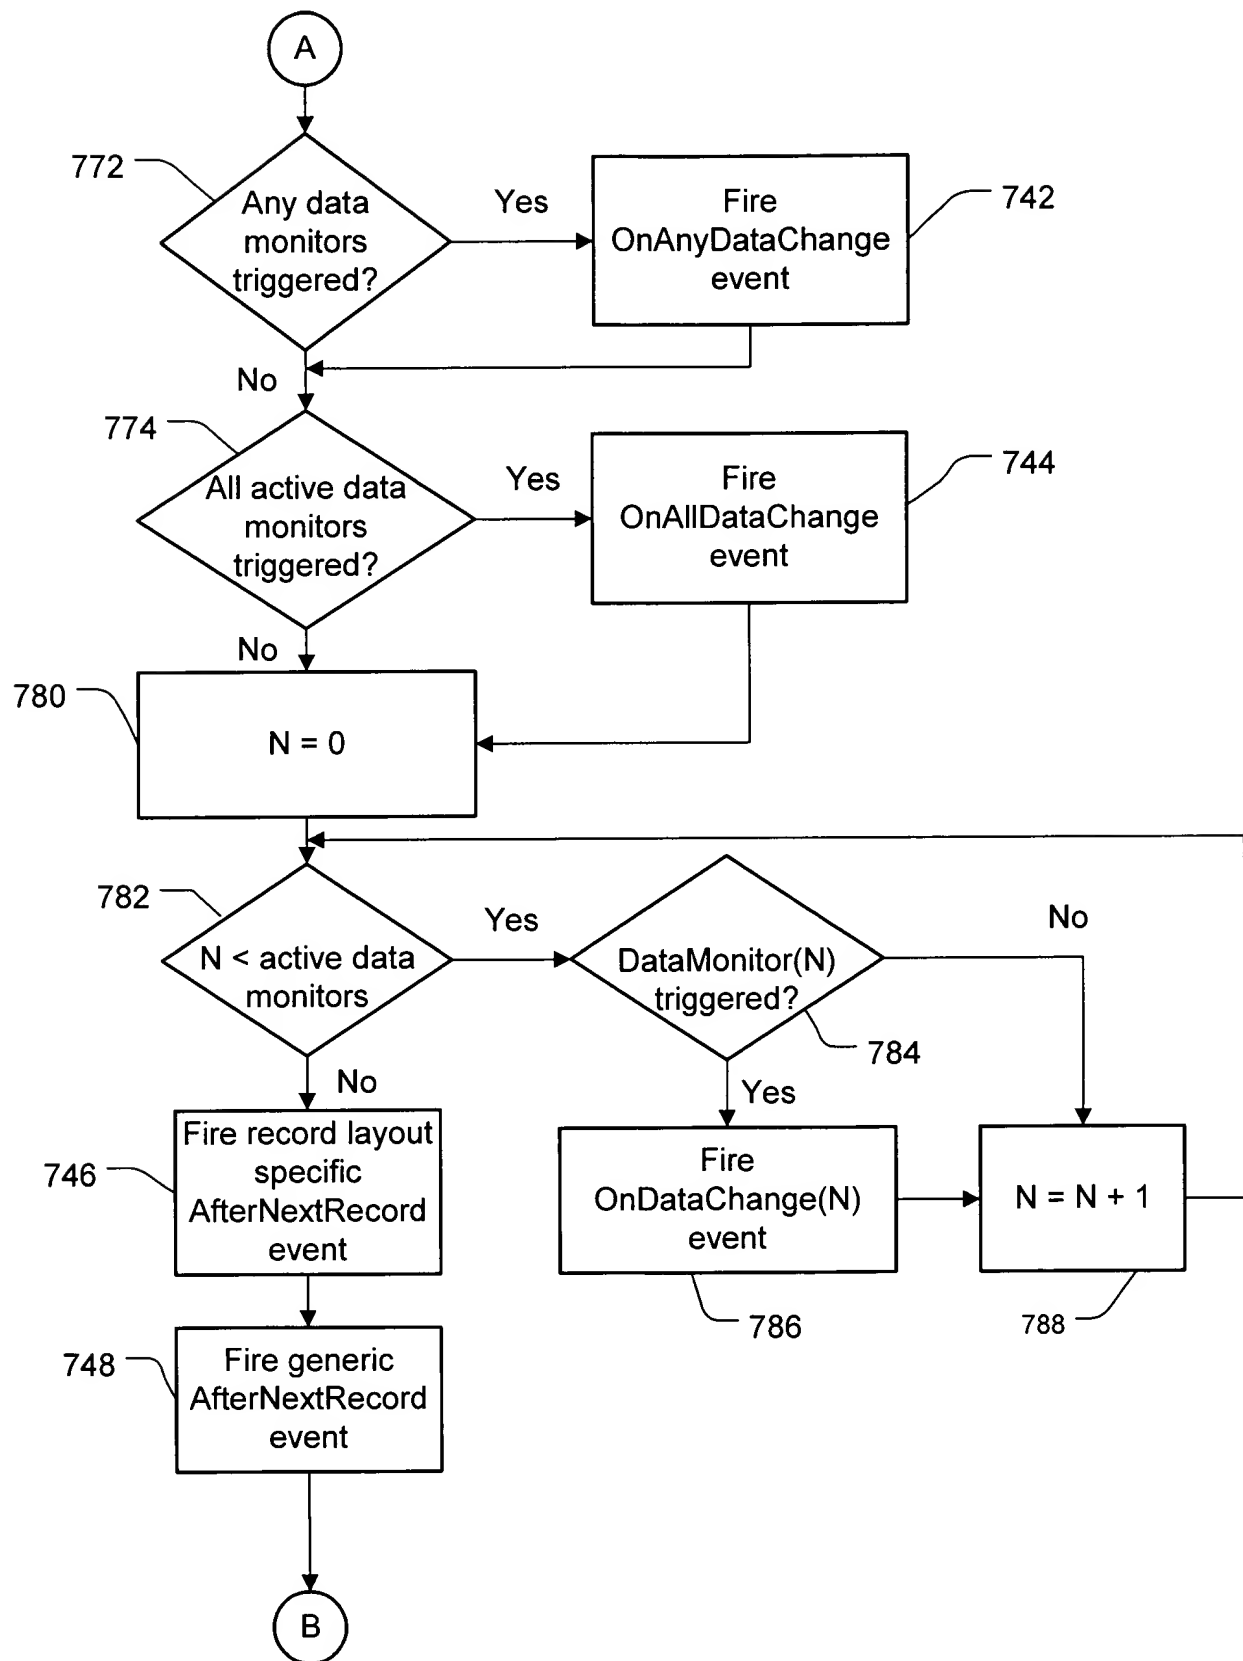 A
772
Any data
monitors
triggered?
Yes
Fire
OnAnyDataChange
event
742
No
774
All active data
monitors
triggered?
Yes
Fire
OnAllDataChange
event
744
No
780
N = 0
782
N < active data
monitors
Yes
DataMonitor(N)
triggered?
784
No
No
Yes
Fire record layout
specific
AfterNextRecord
event
746
Fire
OnDataChange(N)
event
786
N = N + 1
788
748
Fire generic
AfterNextRecord
event
B